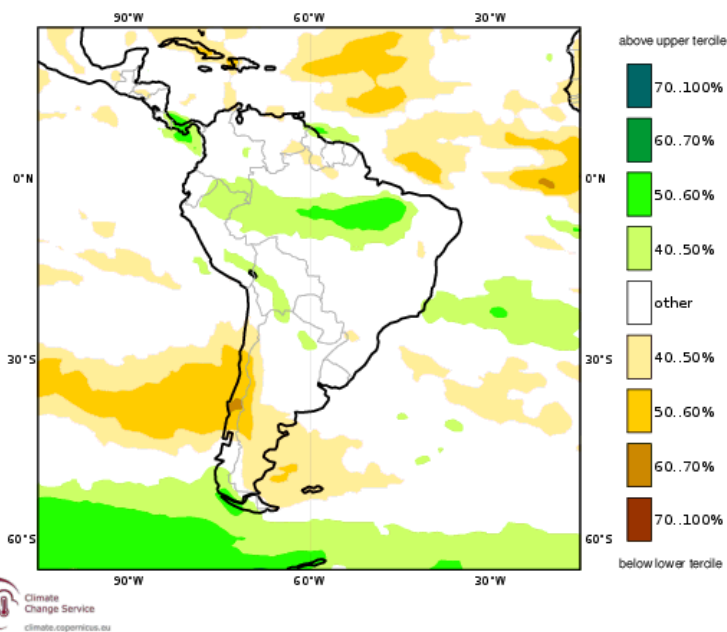 90°W 60°W 30°W
above upper tercile
70..100%
60..70%
50..60%
40..50%
other
40..50%
50..60%
60..70%
70..100%
below lower tercile
0°N 0°N
30°S 30°S
60°S 60°S
90°W 60°W 30°W
Climate
Change Service
climate.copernicus.eu